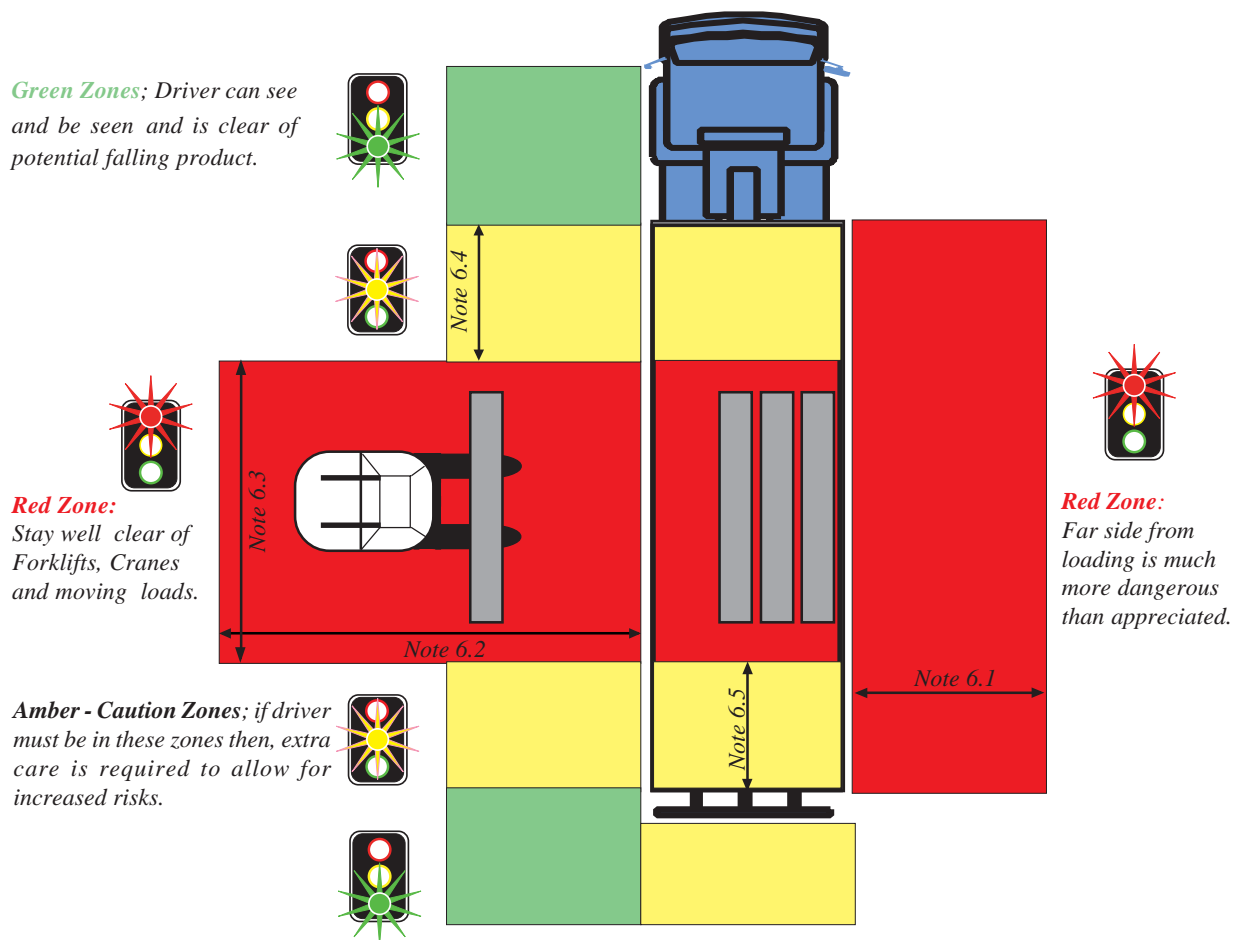 Green Zones; Driver can see
and be seen and is clear of
potential falling product.
Note 6.4
Note 6.3
Red Zone:
Stay well clear of
Forklifts, Cranes
and moving loads.
Red Zone:
Far side from
loading is much
more dangerous
than appreciated.
Note 6.2
Note 6.5
Note 6.1
Amber - Caution Zones; if driver
must be in these zones then, extra
care is required to allow for
increased risks.